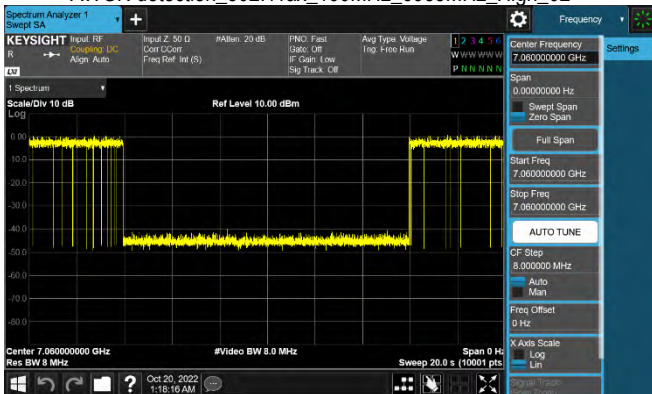 Spectrum Analyzer 1
Swept SA
+
Frequency
KEYSIGHT Input: RF
R
Coupling: DC
Align: Auto
LXI
Input Z: 50 Ω
Corr CCorr
Freq Ref: Int (S)
#Atten: 20 dB
PNO: Fast
Gate: Off
IF Gain: Low
Sig Track: Off
Avg Type: Voltage
Trig: Free Run
1 2 3 4 5 6
W W W W W W
P N N N N N
Center Frequency
7.060000000 GHz
Settings
Span
0.00000000 Hz
Swept Span
Zero Span
Full Span
Start Freq
7.060000000 GHz
Stop Freq
7.060000000 GHz
AUTO TUNE
CF Step
8.000000 MHz
Auto
Man
Freq Offset
0 Hz
X Axis Scale
Log
Lin
Signal Track
1 Spectrum
Scale/Div 10 dB
Ref Level 10.00 dBm
Log
0.00
-10.0
-20.0
-30.0
-40.0
-50.0
-60.0
-70.0
-80.0
Center 7.060000000 GHz
#Video BW 8.0 MHz
Span 0 Hz
Res BW 8 MHz
Sweep 20.0 s (10001 pts
?
Oct 20, 2022
1:18:16 AM